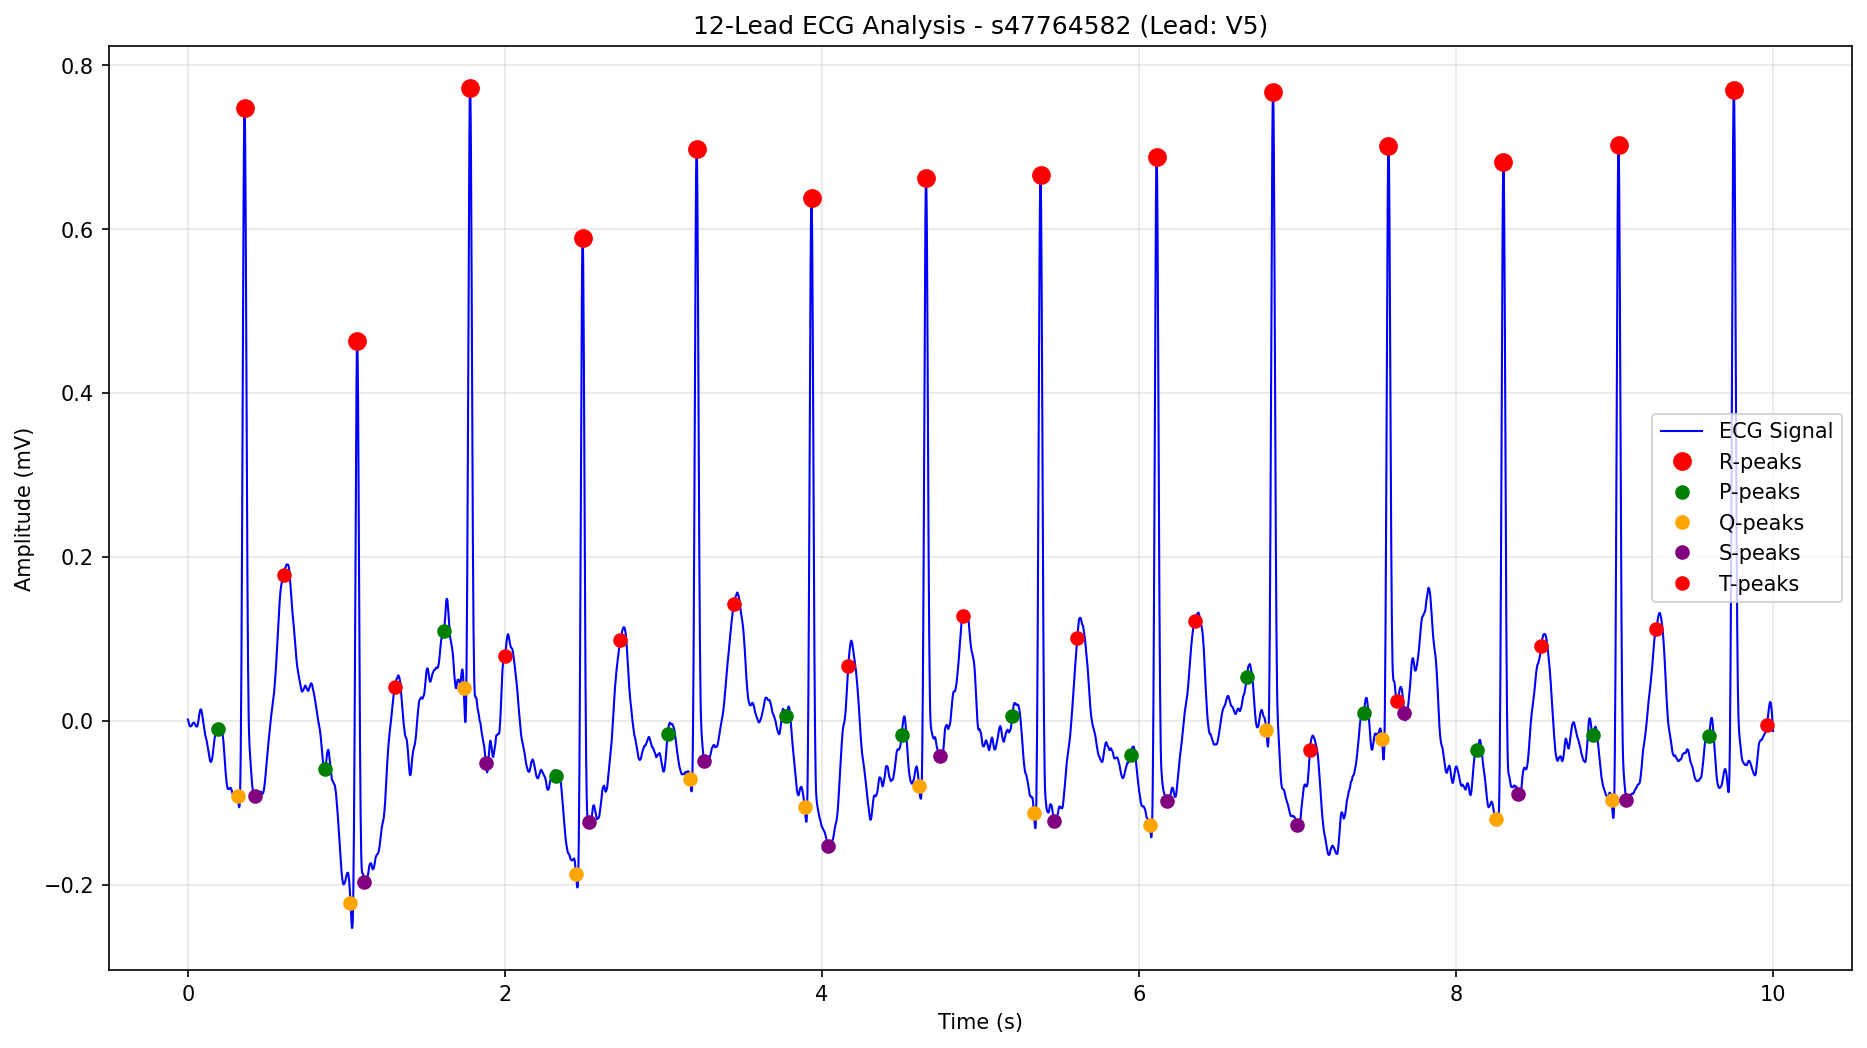 12-Lead ECG Analysis - s47764582 (Lead: V5)
Amplitude (mV)
0.8
0.6
0.4
0.2
0.0
−0.2
0
2
4
6
8
10
Time (s)
ECG Signal
R-peaks
P-peaks
Q-peaks
S-peaks
T-peaks